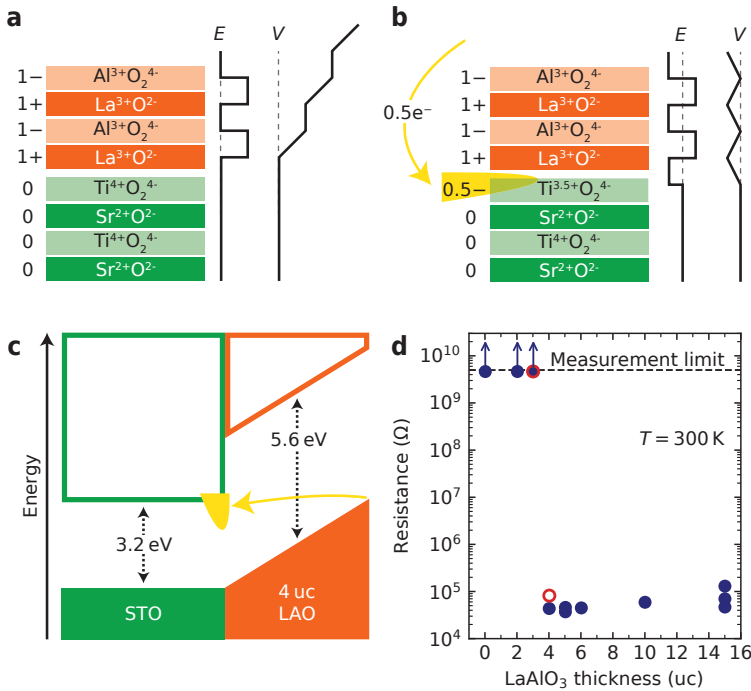 a
E V
1− Al³⁺O₂⁴⁻
1+ La³⁺O²⁻
1− Al³⁺O₂⁴⁻
1+ La³⁺O²⁻
0 Ti⁴⁺O₂⁴⁻
0 Sr²⁺O²⁻
0 Ti⁴⁺O₂⁴⁻
0 Sr²⁺O²⁻
b
E V
0.5e⁻
1− Al³⁺O₂⁴⁻
1+ La³⁺O²⁻
1− Al³⁺O₂⁴⁻
1+ La³⁺O²⁻
0.5− Ti³·⁵⁺O₂⁴⁻
0 Sr²⁺O²⁻
0 Ti⁴⁺O₂⁴⁻
0 Sr²⁺O²⁻
c
Energy
5.6 eV
3.2 eV
STO
4 uc
LAO
d
Resistance (Ω)
10¹⁰
10⁹
10⁸
10⁷
10⁶
10⁵
10⁴
Measurement limit
T = 300 K
0 2 4 6 8 10 12 14 16
LaAlO₃ thickness (uc)